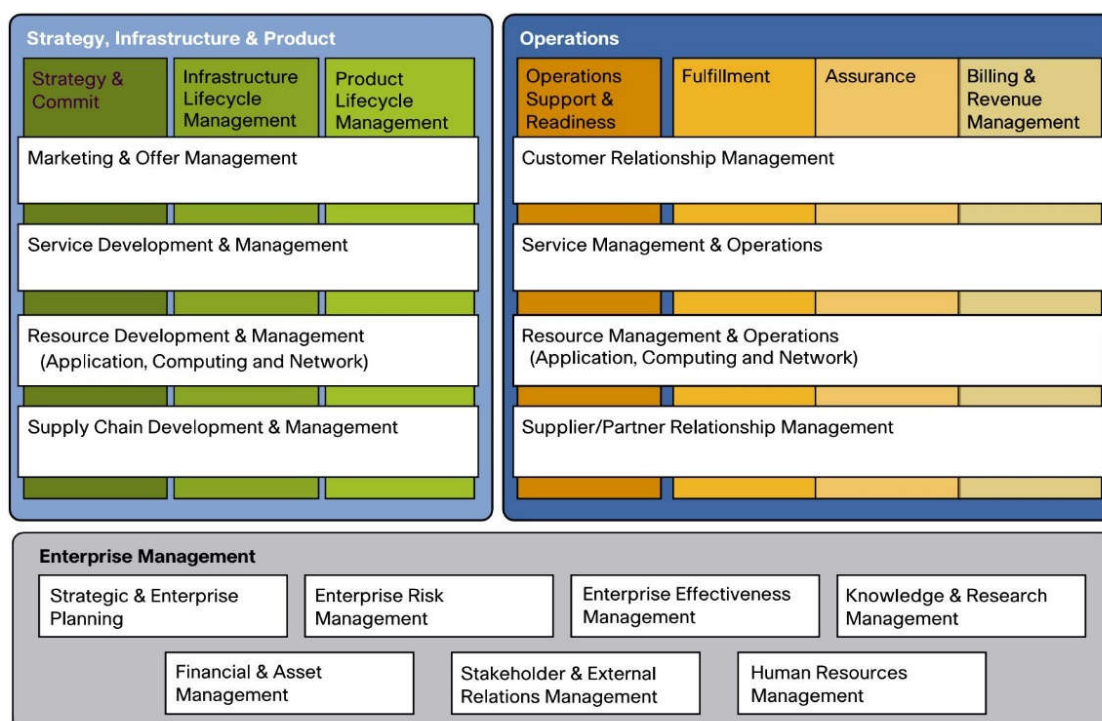 Strategy, Infrastructure & Product
Strategy &
Commit
Infrastructure
Lifecycle
Management
Product
Lifecycle
Management
Marketing & Offer Management
Service Development & Management
Resource Development & Management
(Application, Computing and Network)
Supply Chain Development & Management
Operations
Operations
Support &
Readiness
Fulfillment
Assurance
Billing &
Revenue
Management
Customer Relationship Management
Service Management & Operations
Resource Management & Operations
(Application, Computing and Network)
Supplier/Partner Relationship Management
Enterprise Management
Strategic & Enterprise
Planning
Enterprise Risk
Management
Enterprise Effectiveness
Management
Knowledge & Research
Management
Financial & Asset
Management
Stakeholder & External
Relations Management
Human Resources
Management